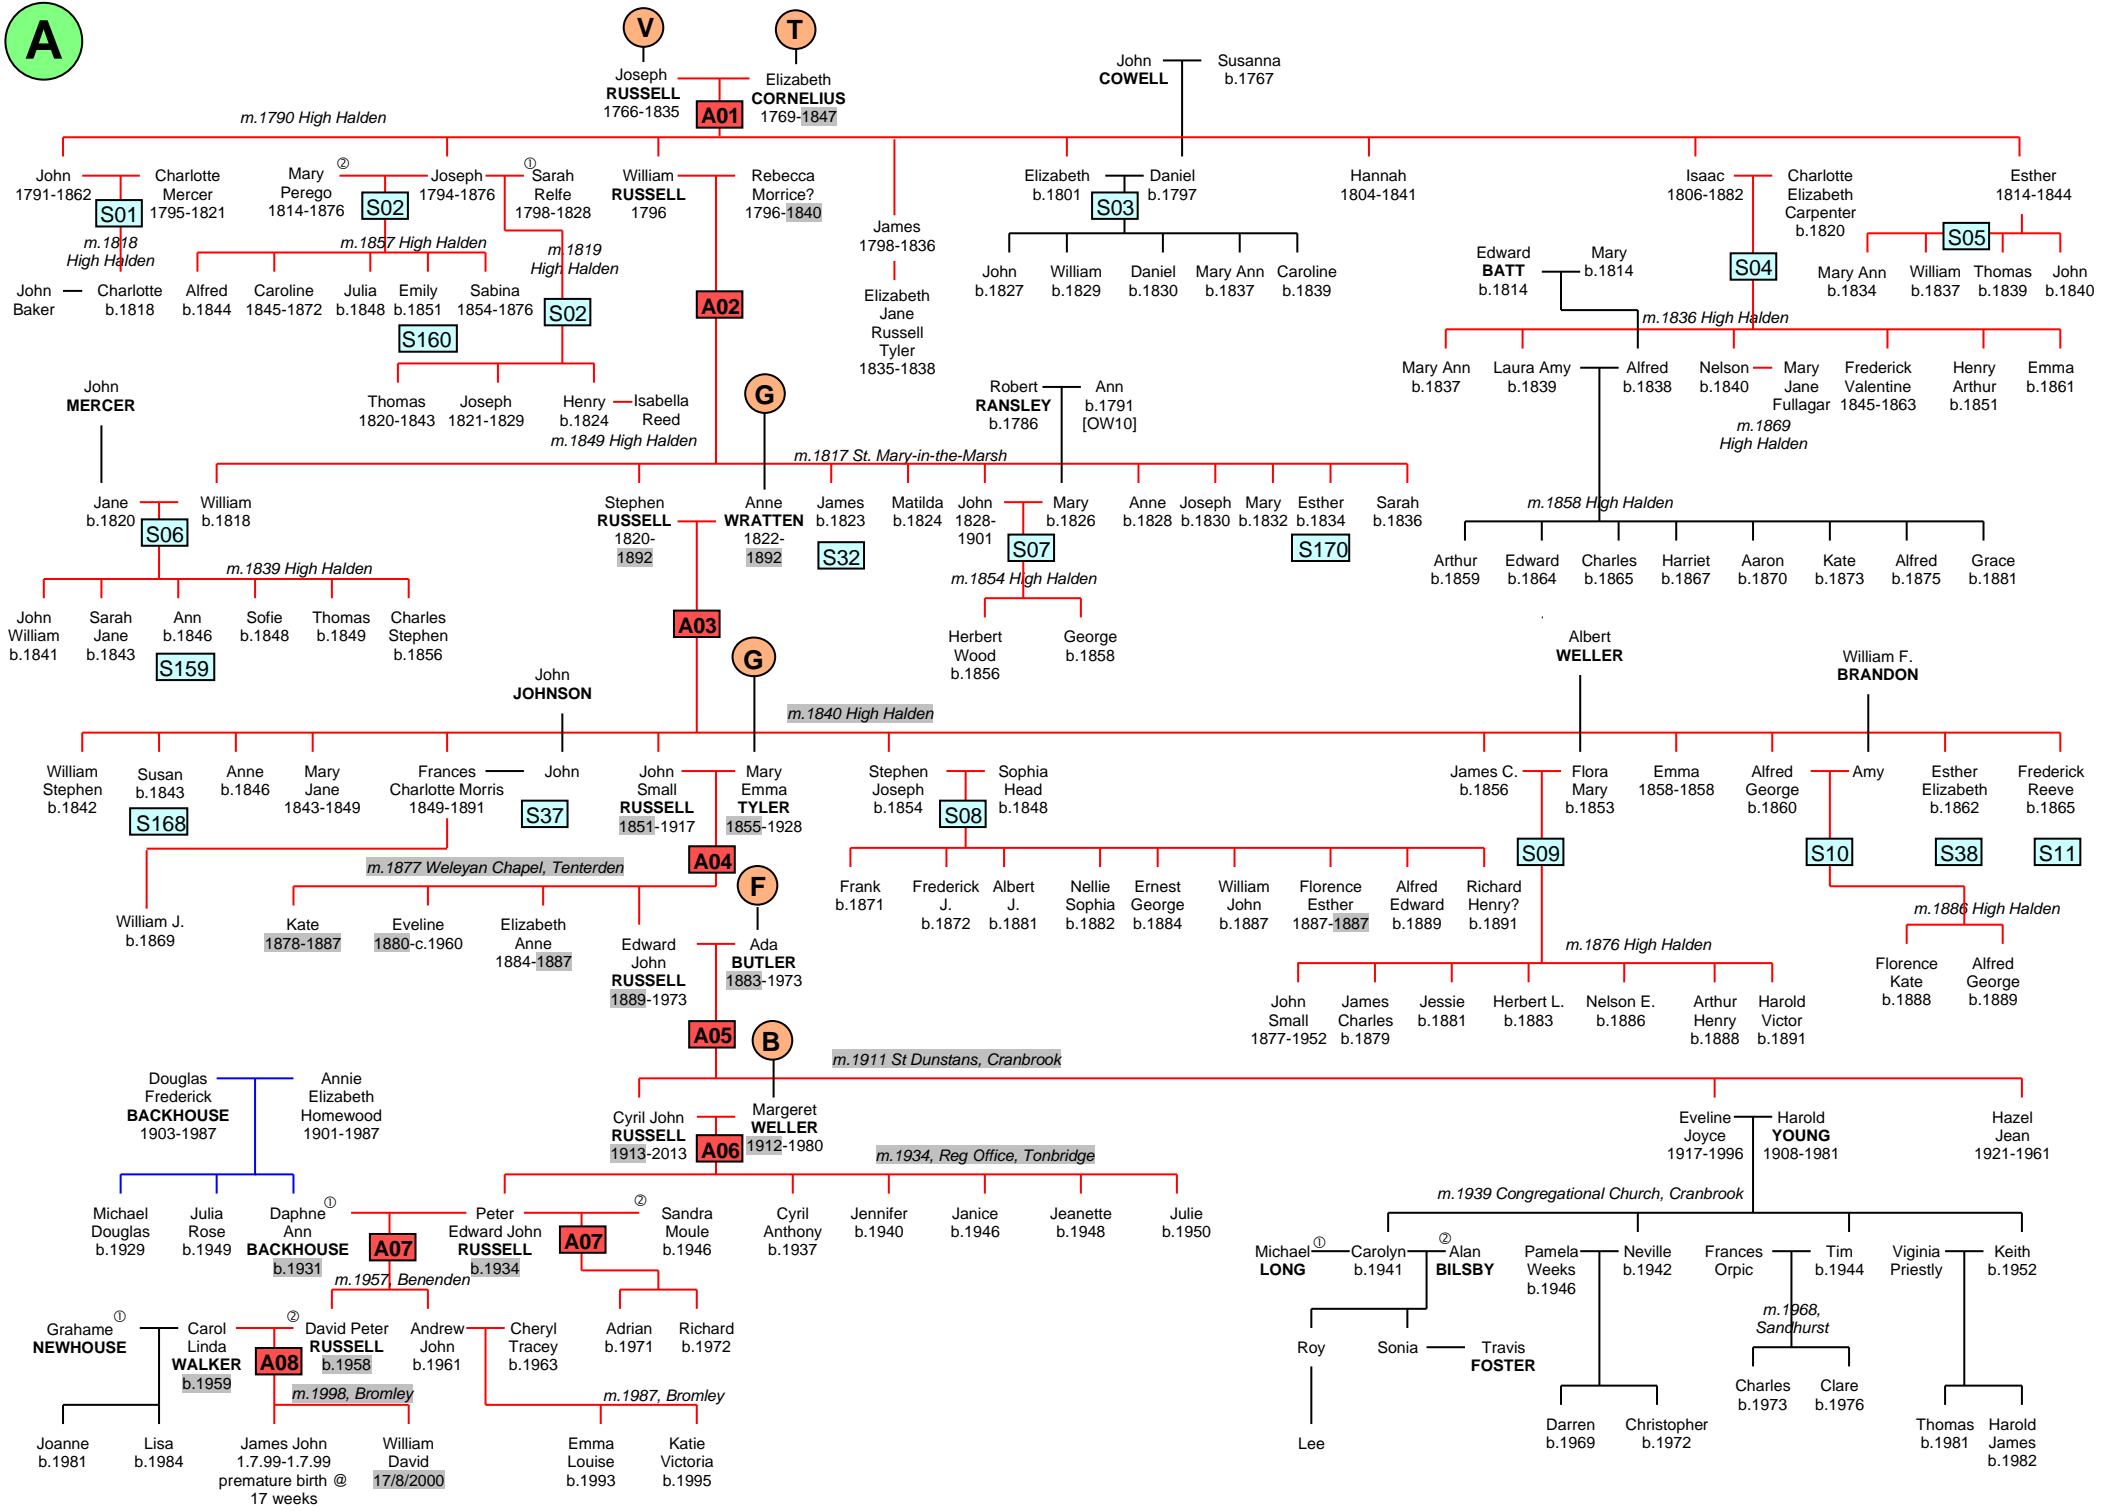 A
V
T
Joseph
RUSSELL
1766-1835
A01
Elizabeth
CORNELIUS
1769-1847
John
COWELL
Susanna
b.1767
m.1790 High Halden
John
1791-1862
S01
Charlotte
Mercer
1795-1821
m.1818
High Halden
Mary
Perego
1814-1876
②
S02
Joseph
1794-1876
①
Sarah
Relfe
1798-1828
m.1857 High Halden
m.1819
High Halden
William
RUSSELL
1796
Rebecca
Morrice?
1796-1840
James
1798-1836
Elizabeth
b.1801
S03
Daniel
b.1797
Hannah
1804-1841
Isaac
1806-1882
Charlotte
Elizabeth
Carpenter
b.1820
Esther
1814-1844
S05
S04
Edward
BATT
b.1814
Mary
b.1814
John
Baker
Charlotte
b.1818
Alfred
b.1844
Caroline
1845-1872
Julia
b.1848
Emily
b.1851
S160
Sabina
1854-1876
S02
A02
Elizabeth
Jane
Russell
Tyler
1835-1838
John
b.1827
William
b.1829
Daniel
b.1830
Mary Ann
b.1837
Caroline
b.1839
Mary Ann
b.1834
William
b.1837
Thomas
b.1839
John
b.1840
m.1836 High Halden
John
MERCER
Thomas
1820-1843
Joseph
1821-1829
Henry
b.1824
Isabella
Reed
m.1849 High Halden
G
Robert
RANSLEY
b.1786
Ann
b.1791
[OW10]
Mary Ann
b.1837
Laura Amy
b.1839
Alfred
b.1838
Nelson
b.1840
Mary
Jane
Fullagar
m.1869
High Halden
Frederick
Valentine
1845-1863
Henry
Arthur
b.1851
Emma
b.1861
m.1817 St. Mary-in-the-Marsh
Jane
b.1820
S06
William
b.1818
Stephen
RUSSELL
1820-
1892
Anne
WRATTEN
1822-
1892
James
b.1823
S32
Matilda
b.1824
John
1828-
1901
S07
Mary
b.1826
Anne
b.1828
Joseph
b.1830
Mary
b.1832
Esther
b.1834
S170
Sarah
b.1836
m.1858 High Halden
m.1839 High Halden
m.1854 High Halden
Arthur
b.1859
Edward
b.1864
Charles
b.1865
Harriet
b.1867
Aaron
b.1870
Kate
b.1873
Alfred
b.1875
Grace
b.1881
John
William
b.1841
Sarah
Jane
b.1843
Ann
b.1846
S159
Sofie
b.1848
Thomas
b.1849
Charles
Stephen
b.1856
A03
Herbert
Wood
b.1856
George
b.1858
Albert
WELLER
William F.
BRANDON
John
JOHNSON
G
m.1840 High Halden
William
Stephen
b.1842
Susan
b.1843
S168
Anne
b.1846
Mary
Jane
1843-1849
Frances
Charlotte Morris
1849-1891
John
S37
John
Small
RUSSELL
1851-1917
Mary
Emma
TYLER
1855-1928
A04
Stephen
Joseph
b.1854
S08
Sophia
Head
b.1848
James C.
b.1856
S09
Flora
Mary
b.1853
Emma
1858-1858
Alfred
George
b.1860
S10
Amy
Esther
Elizabeth
b.1862
S38
Frederick
Reeve
b.1865
S11
m.1877 Weleyan Chapel, Tenterden
F
William J.
b.1869
Kate
1878-1887
Eveline
1880-c.1960
Elizabeth
Anne
1884-1887
Edward
John
RUSSELL
1889-1973
Ada
BUTLER
1883-1973
Frank
b.1871
Frederick
J.
b.1872
Albert
J.
b.1881
Nellie
Sophia
b.1882
Ernest
George
b.1884
William
John
b.1887
Florence
Esther
1887-1887
Alfred
Edward
b.1889
Richard
Henry?
b.1891
m.1886 High Halden
m.1876 High Halden
Florence
Kate
b.1888
Alfred
George
b.1889
John
Small
1877-1952
James
Charles
b.1879
Jessie
b.1881
Herbert L.
b.1883
Nelson E.
b.1886
Arthur
Henry
b.1888
Harold
Victor
b.1891
A05
B
m.1911 St Dunstans, Cranbrook
Douglas
Frederick
BACKHOUSE
1903-1987
Annie
Elizabeth
Homewood
1901-1987
Cyril John
RUSSELL
1913-2013
A06
Margeret
WELLER
1912-1980
m.1934, Reg Office, Tonbridge
Eveline
Joyce
1917-1996
Harold
YOUNG
1908-1981
Hazel
Jean
1921-1961
m.1939 Congregational Church, Cranbrook
Michael
Douglas
b.1929
Julia
Rose
b.1949
Daphne
①
Ann
BACKHOUSE
b.1931
A07
Peter
Edward John
RUSSELL
b.1934
A07
②
Sandra
Moule
b.1946
Cyril
Anthony
b.1937
Jennifer
b.1940
Janice
b.1946
Jeanette
b.1948
Julie
b.1950
m.1957, Benenden
Michael
LONG
①
Carolyn
b.1941
②
Alan
BILSBY
Pamela
Weeks
b.1946
Neville
b.1942
Frances
Orpic
Tim
b.1944
Viginia
Priestly
Keith
b.1952
m.1968,
Sandhurst
Grahame
NEWHOUSE
①
Carol
Linda
WALKER
b.1959
②
A08
David Peter
RUSSELL
b.1958
Andrew
John
b.1961
Cheryl
Tracey
b.1963
Adrian
b.1971
Richard
b.1972
Roy
Sonia
Travis
FOSTER
m.1998, Bromley
m.1987, Bromley
Charles
b.1973
Clare
b.1976
Joanne
b.1981
Lisa
b.1984
James John
1.7.99-1.7.99
premature birth @
17 weeks
William
David
17/8/2000
Emma
Louise
b.1993
Katie
Victoria
b.1995
Lee
Darren
b.1969
Christopher
b.1972
Thomas
b.1981
Harold
James
b.1982